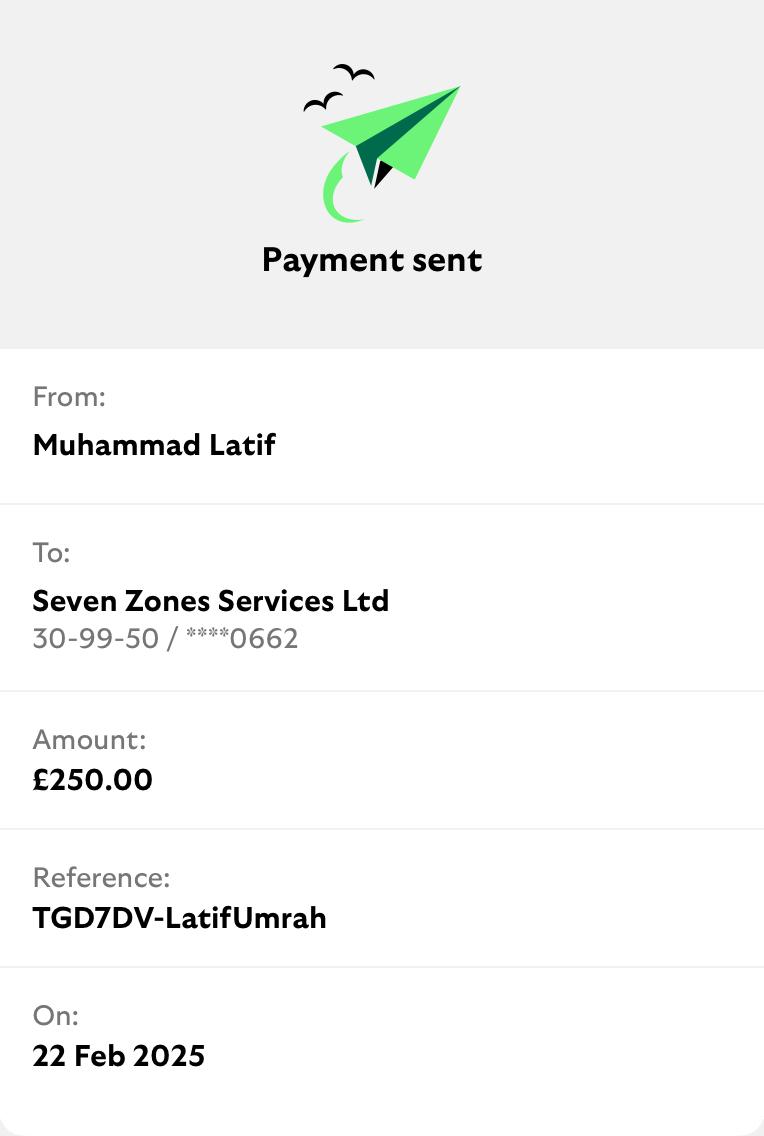 Payment sent
From:
Muhammad Latif
To:
Seven Zones Services Ltd
30-99-50 / ****0662
Amount:
£250.00
Reference:
TGD7DV-LatifUmrah
On:
22 Feb 2025